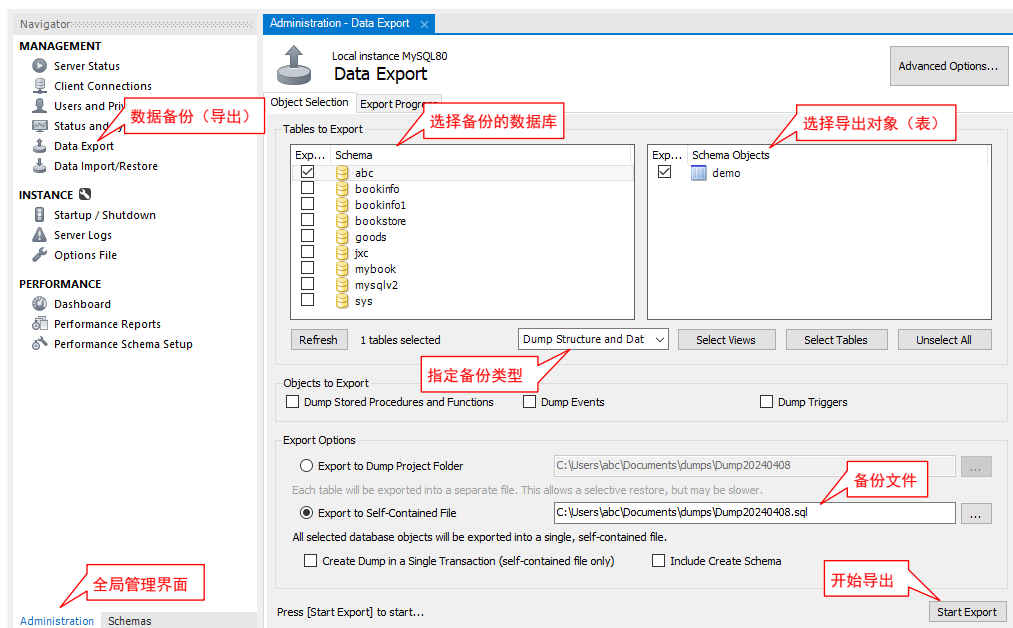 Navigator
Administration - Data Export ×
MANAGEMENT
Server Status
Client Connections
Users and Pri
Status and
Data Export
Data Import/Restore
数据备份（导出）
INSTANCE
Startup / Shutdown
Server Logs
Options File
PERFORMANCE
Dashboard
Performance Reports
Performance Schema Setup
全局管理界面
Administration Schemas
Local instance MySQL80
Data Export
Advanced Options...
Object Selection Export Progress
选择备份的数据库
选择导出对象（表）
Tables to Export
Exp... Schema
abc
bookinfo
bookinfo1
bookstore
goods
jxc
mybook
mysqlv2
sys
Exp... Schema Objects
demo
Refresh 1 tables selected Dump Structure and Dat Select Views Select Tables Unselect All
指定备份类型
Objects to Export
Dump Stored Procedures and Functions Dump Events Dump Triggers
Export Options
Export to Dump Project Folder C:\Users\abc\Documents\dumps\Dump20240408 ...
Each table will be exported into a separate file. This allows a selective restore, but may be slower.
备份文件
Export to Self-Contained File C:\Users\abc\Documents\dumps\Dump20240408.sql ...
All selected database objects will be exported into a single, self-contained file.
Create Dump in a Single Transaction (self-contained file only) Include Create Schema
开始导出
Press [Start Export] to start... Start Export